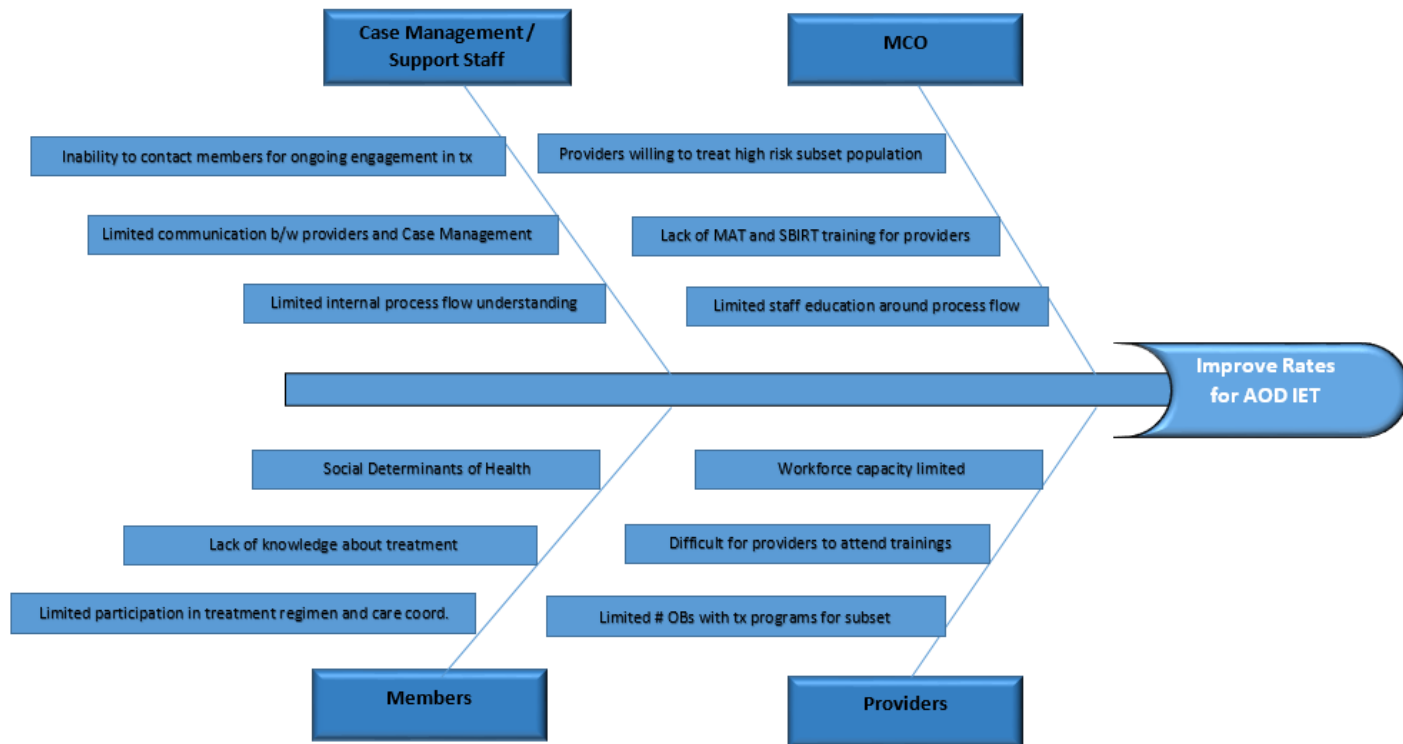 Case Management /
Support Staff
MCO
Inability to contact members for ongoing engagement in tx
Providers willing to treat high risk subset population
Limited communication b/w providers and Case Management
Lack of MAT and SBIRT training for providers
Limited internal process flow understanding
Limited staff education around process flow
Improve Rates
for AOD IET
Social Determinants of Health
Workforce capacity limited
Lack of knowledge about treatment
Difficult for providers to attend trainings
Limited participation in treatment regimen and care coord.
Limited # OBs with tx programs for subset
Members
Providers